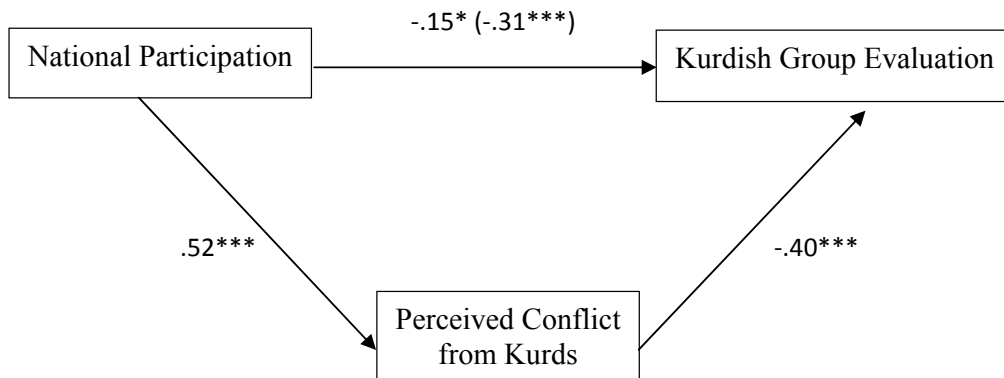 -.15* (-.31***)
National Participation
Kurdish Group Evaluation
.52***
-.40***
Perceived Conflict
from Kurds